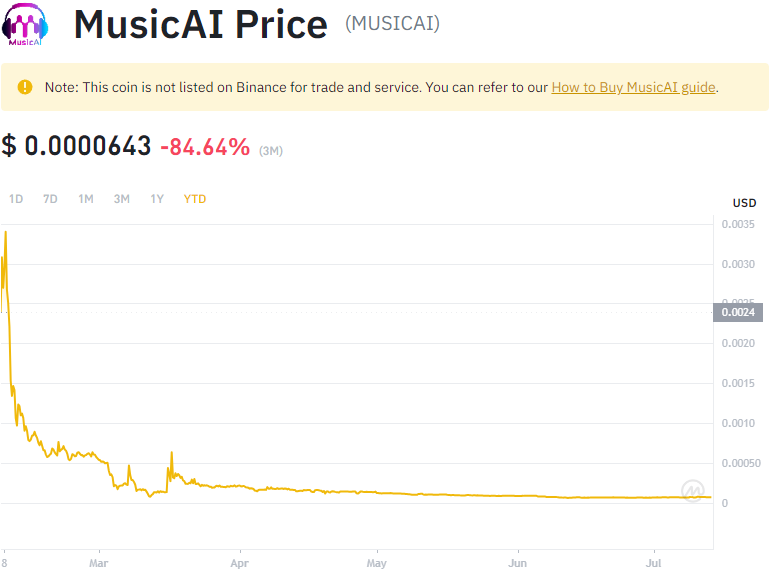 MusicAI
MusicAI Price (MUSICAI)
Note: This coin is not listed on Binance for trade and service. You can refer to our How to Buy MusicAI guide.
$ 0.0000643 -84.64% (3M)
1D 7D 1M 3M 1Y YTD
USD
0.0035
0.0030
0.0025
0.0024
0.0020
0.0015
0.0010
0.00050
0
8 Mar Apr May Jun Jul